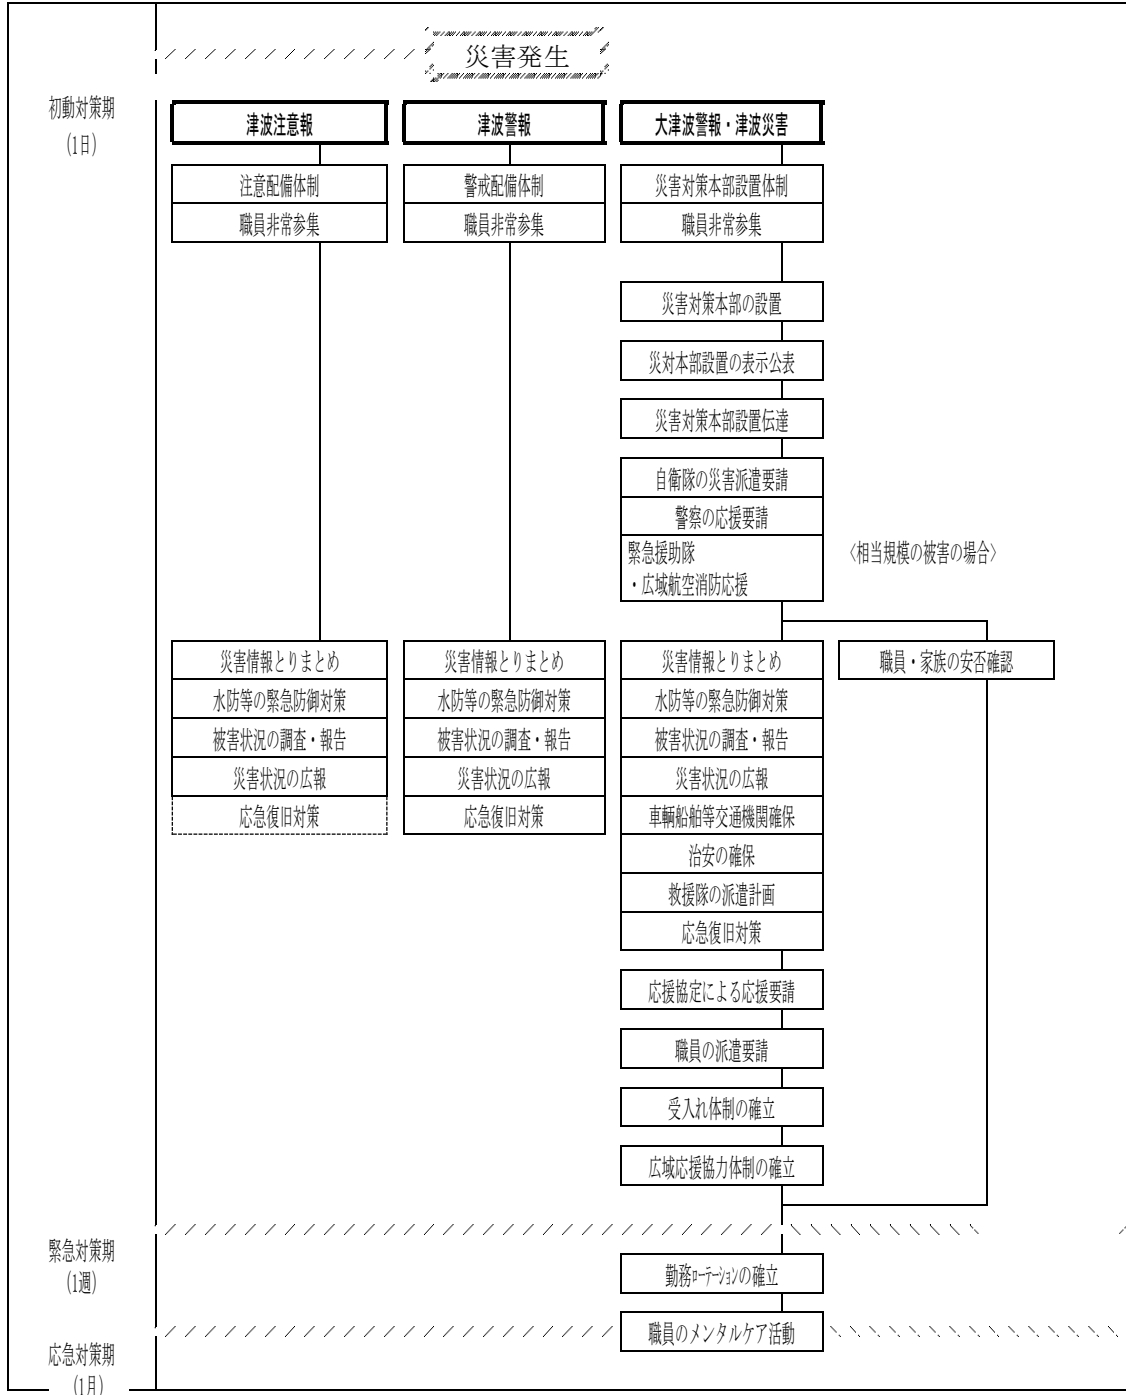 災害発生
初動対策期
(1日)
津波注意報
津波警報
大津波警報・津波災害
注意配備体制
警戒配備体制
災害対策本部設置体制
職員非常参集
職員非常参集
職員非常参集
災害対策本部の設置
災対本部設置の表示公表
災害対策本部設置伝達
自衛隊の災害派遣要請
警察の応援要請
緊急援助隊
・広域航空消防応援
〈相当規模の被害の場合〉
災害情報とりまとめ
災害情報とりまとめ
災害情報とりまとめ
職員・家族の安否確認
水防等の緊急防御対策
水防等の緊急防御対策
水防等の緊急防御対策
被害状況の調査・報告
被害状況の調査・報告
被害状況の調査・報告
災害状況の広報
災害状況の広報
災害状況の広報
応急復旧対策
応急復旧対策
車輌船舶等交通機関確保
治安の確保
救援隊の派遣計画
応急復旧対策
応援協定による応援要請
職員の派遣要請
受入れ体制の確立
広域応援協力体制の確立
緊急対策期
(1週)
勤務ﾛｰﾃｰｼｮﾝの確立
職員のメンタルケア活動
応急対策期
(1月)